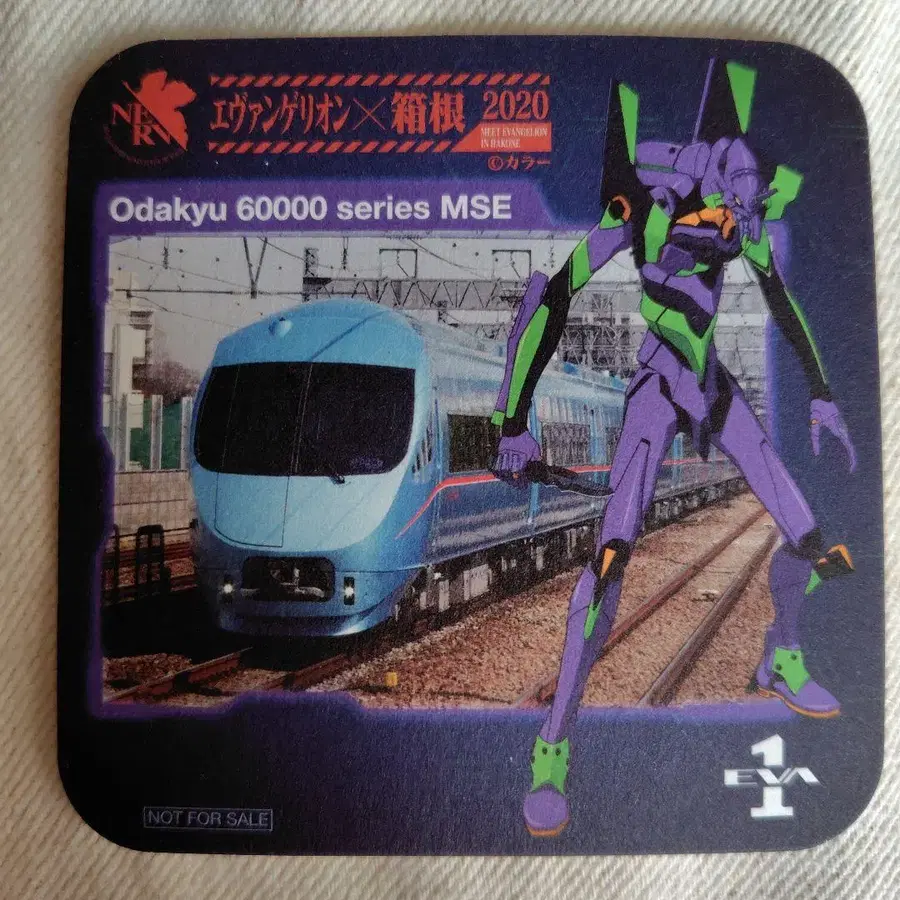 NERV
エヴァンゲリオン×箱根 2020
MEET EVANGELION
IN HAKONE
©カラー
Odakyu 60000 series MSE
1
EVA
NOT FOR SALE